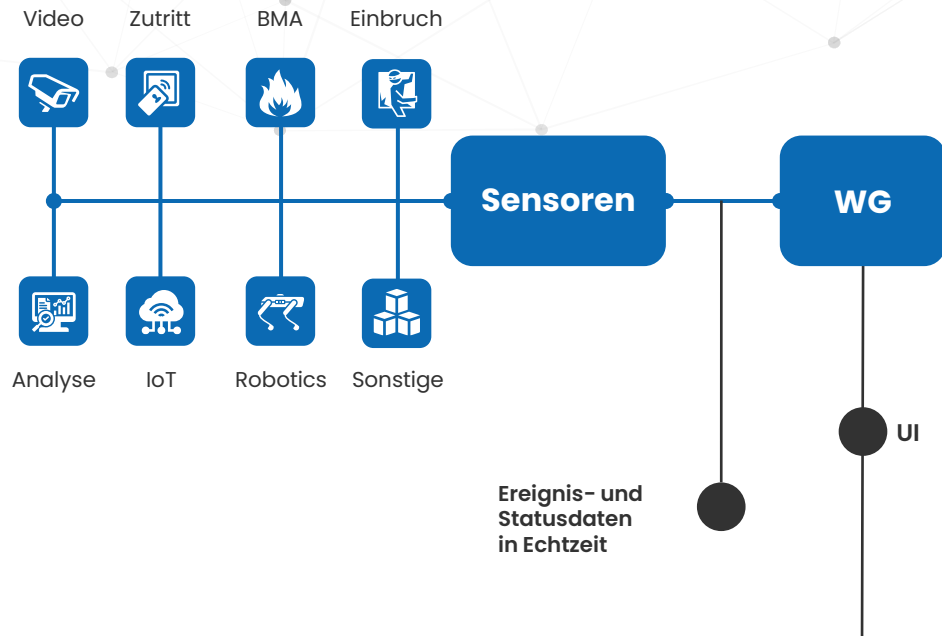 Video
Zutritt
BMA
Einbruch
Sensoren
WG
Analyse
IoT
Robotics
Sonstige
UI
Ereignis- und
Statusdaten
in Echtzeit